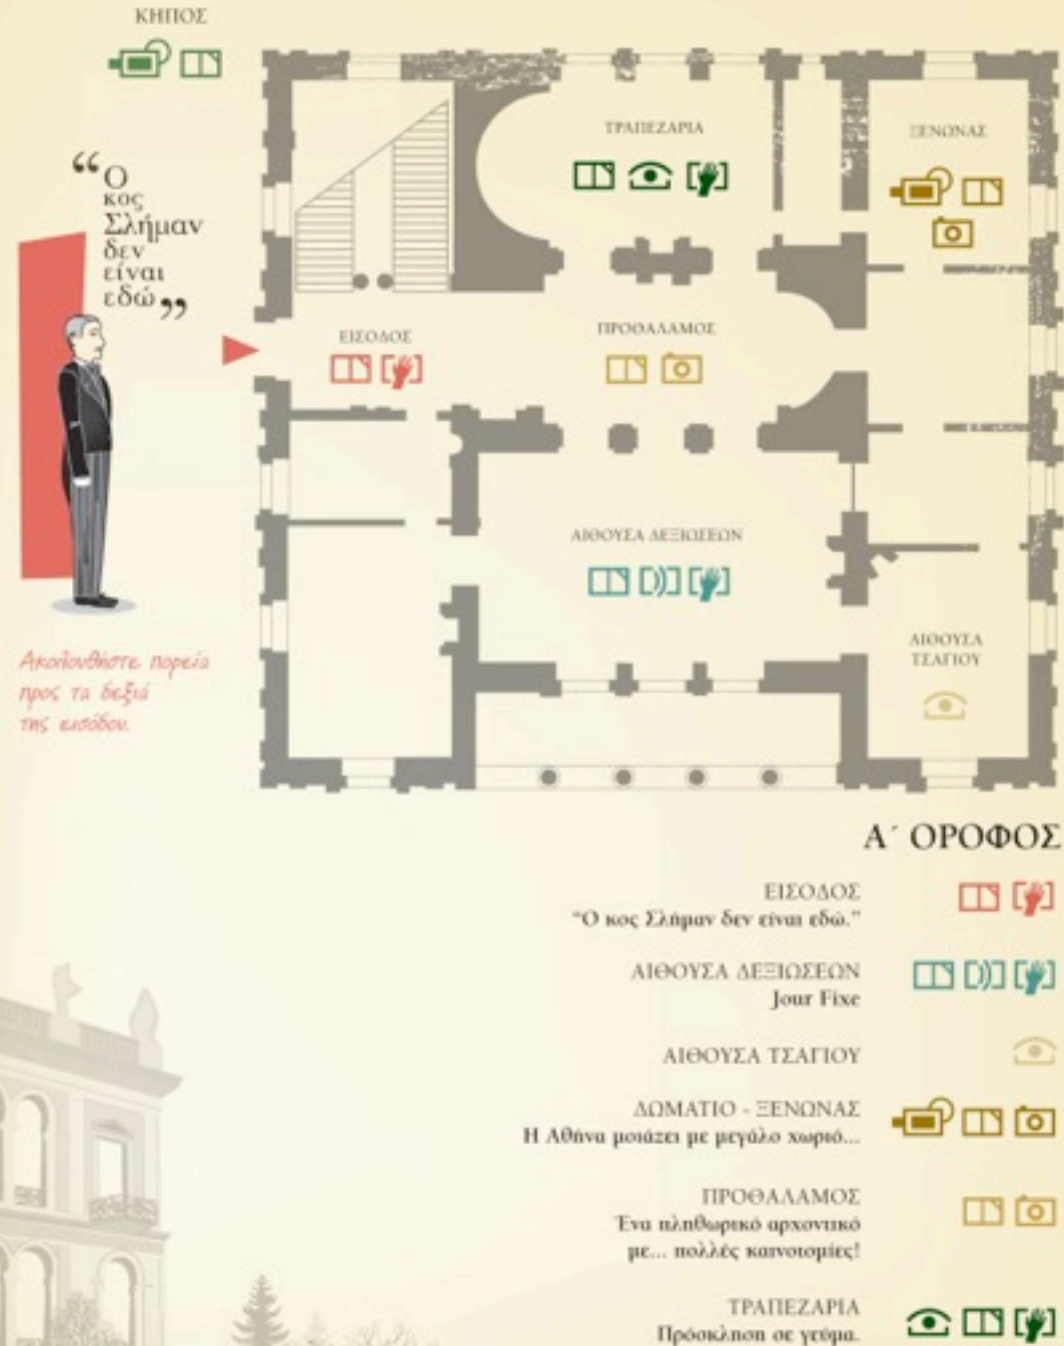 ΚΗΠΟΣ
“Ο
κος
Σλήμαν
δεν
είναι
εδώ„
ΤΡΑΠΕΖΑΡΙΑ
ΞΕΝΩΝΑΣ
ΕΙΣΟΔΟΣ
ΠΡΟΘΑΛΑΜΟΣ
ΑΙΘΟΥΣΑ ΔΕΞΙΩΣΕΩΝ
ΑΙΘΟΥΣΑ
ΤΣΑΓΙΟΥ
Ακολουθήστε πορεία
προς τα δεξιά
της εισόδου.
Α΄ ΟΡΟΦΟΣ
ΕΙΣΟΔΟΣ
“Ο κος Σλήμαν δεν είναι εδώ.”
ΑΙΘΟΥΣΑ ΔΕΞΙΩΣΕΩΝ
Jour Fixe
ΑΙΘΟΥΣΑ ΤΣΑΓΙΟΥ
ΔΩΜΑΤΙΟ - ΞΕΝΩΝΑΣ
Η Αθήνα μοιάζει με μεγάλο χωριό...
ΠΡΟΘΑΛΑΜΟΣ
Ένα πληθωρικό αρχοντικό
με... πολλές καινοτομίες!
ΤΡΑΠΕΖΑΡΙΑ
Πρόσκληση σε γεύμα.